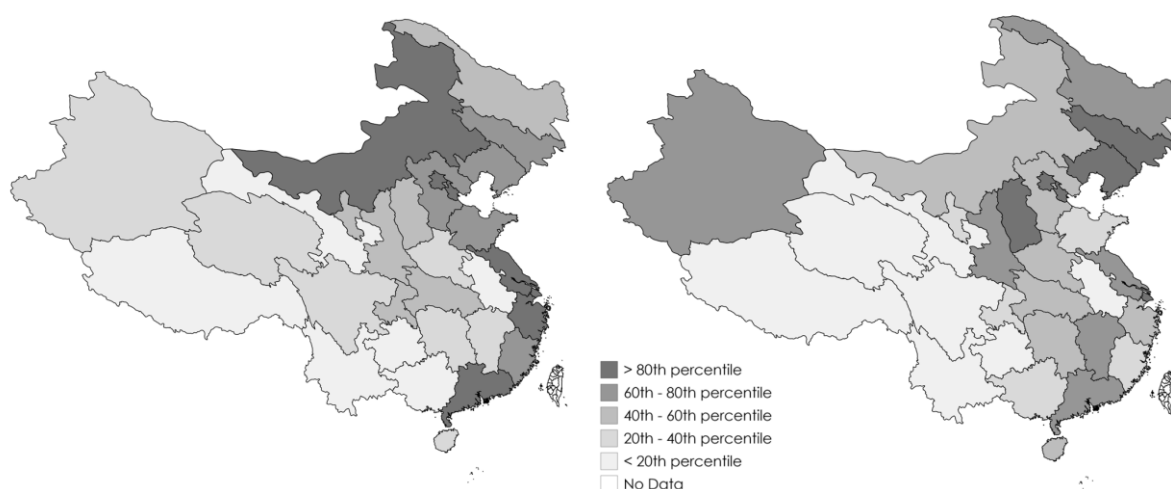 > 80th percentile
60th - 80th percentile
40th - 60th percentile
20th - 40th percentile
< 20th percentile
No Data